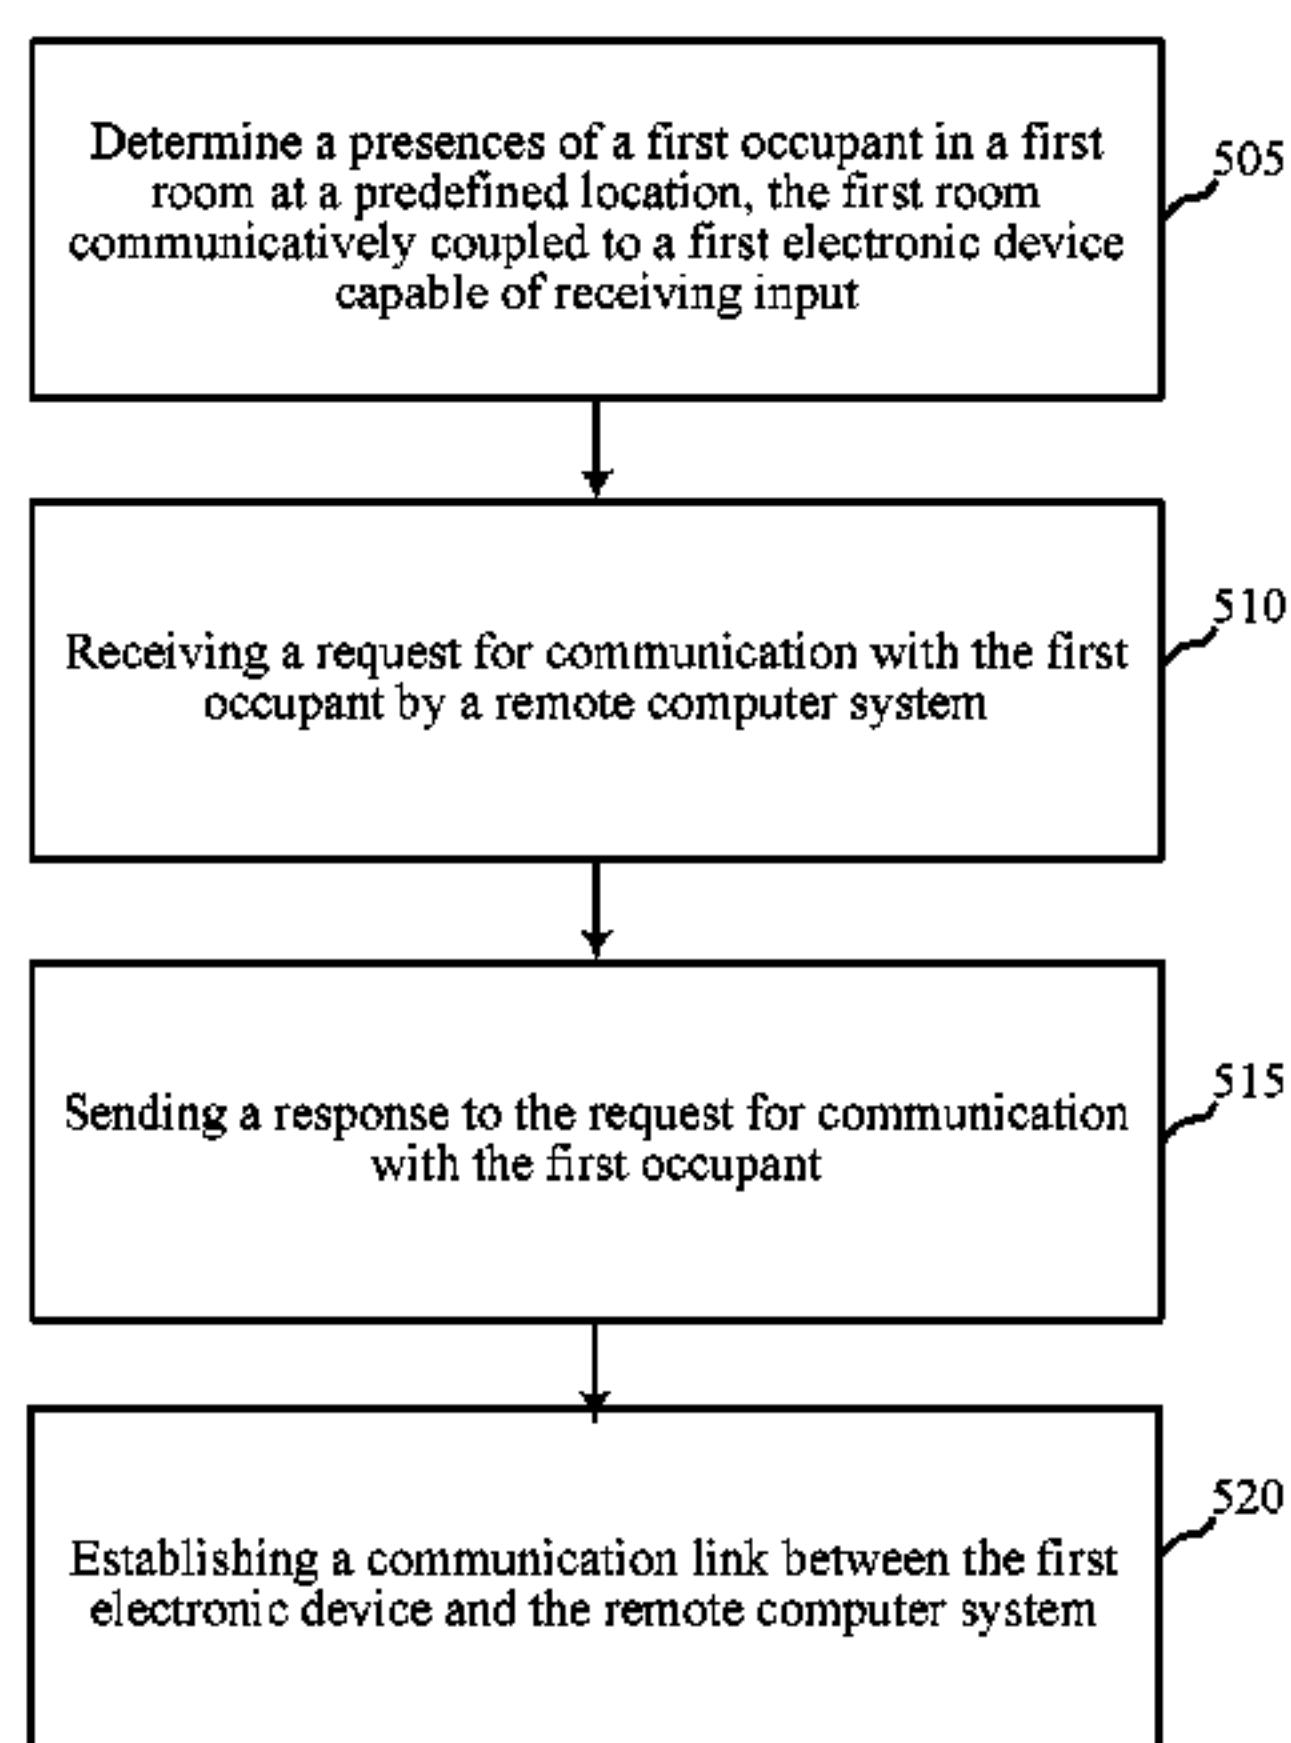 Determine a presences of a first occupant in a first
room at a predefined location, the first room
communicatively coupled to a first electronic device
capable of receiving input
505
Receiving a request for communication with the first
occupant by a remote computer system
510
Sending a response to the request for communication
with the first occupant
515
Establishing a communication link between the first
electronic device and the remote computer system
520